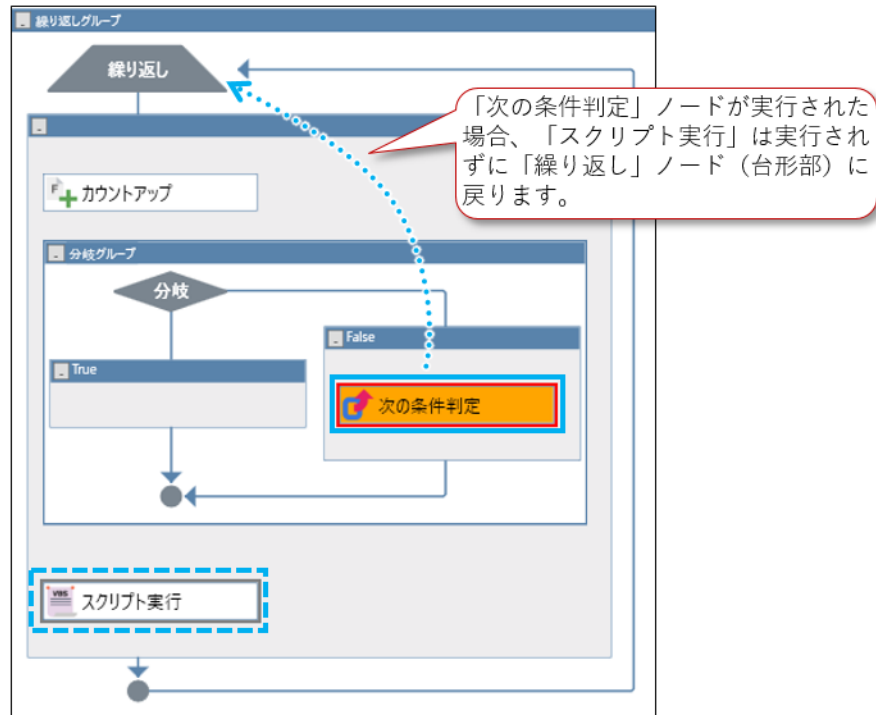 繰り返しグループ
繰り返し
「次の条件判定」ノードが実行された
場合、「スクリプト実行」は実行され
ずに「繰り返し」ノード（台形部）に
戻ります。
カウントアップ
分岐グループ
分岐
False
True
次の条件判定
VBS
スクリプト実行